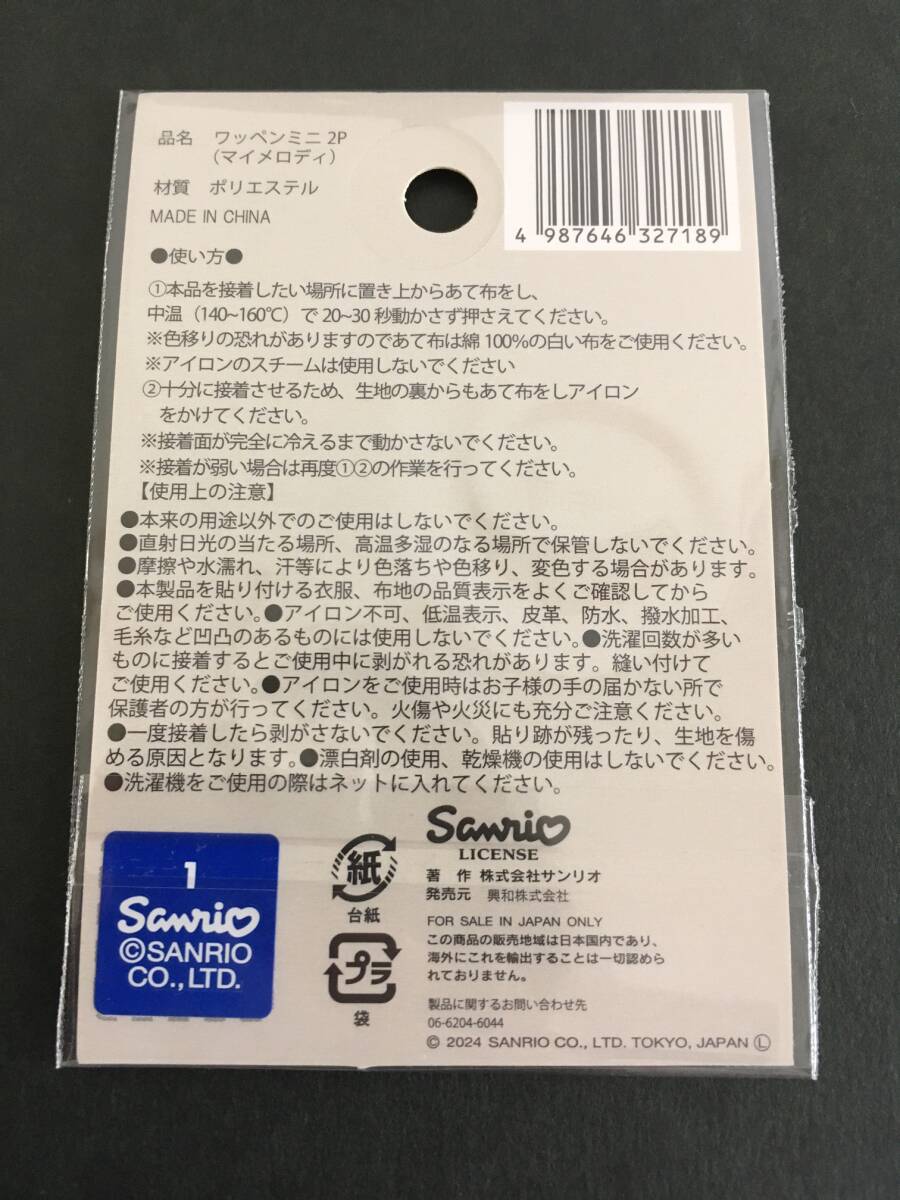 品名 ワッペンミニ 2P
(マイメロディ)
材質 ポリエステル
MADE IN CHINA
4 987646 327189
●使い方●
①本品を接着したい場所に置き上からあて布をし、
中温（140~160℃）で 20~30 秒動かさず押さえてください。
※色移りの恐れがありますのであて布は綿 100%の白い布をご使用ください。
※アイロンのスチームは使用しないでください
②十分に接着させるため、生地の裏からもあて布をしアイロン
をかけてください。
※接着面が完全に冷えるまで動かさないでください。
※接着が弱い場合は再度①②の作業を行ってください。
【使用上の注意】
●本来の用途以外でのご使用はしないでください。
●直射日光の当たる場所、高温多湿のなる場所で保管しないでください。
●摩擦や水濡れ、汗等により色落ちや色移り、変色する場合があります。
●本製品を貼り付ける衣服、布地の品質表示をよくご確認してから
ご使用ください。●アイロン不可、低温表示、皮革、防水、撥水加工、
毛糸など凹凸のあるものには使用しないでください。●洗濯回数が多い
ものに接着するとご使用中に剥がれる恐れがあります。縫い付けて
ご使用ください。●アイロンをご使用時はお子様の手の届かない所で
保護者の方が行ってください。火傷や火災にも充分ご注意ください。
●一度接着したら剥がさないでください。貼り跡が残ったり、生地を傷
める原因となります。●漂白剤の使用、乾燥機の使用はしないでください。
●洗濯機をご使用の際はネットに入れてください。
1
Sanrio
©SANRIO
CO.,LTD.
紙
台紙
プラ
袋
Sanrio
LICENSE
著 作 株式会社サンリオ
発売元 興和株式会社
FOR SALE IN JAPAN ONLY
この商品の販売地域は日本国内であり、
海外にこれを輸出することは一切認めら
れておりません。
製品に関するお問い合わせ先
06-6204-6044
© 2024 SANRIO CO., LTD. TOKYO, JAPAN Ⓛ